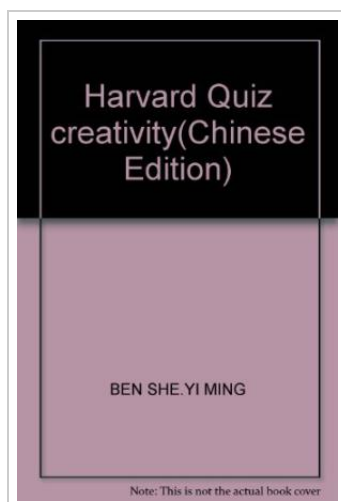 Harvard Quiz
creativity(Chinese
Edition)
BEN SHE.YI MING
Note: This is not the actual book cover